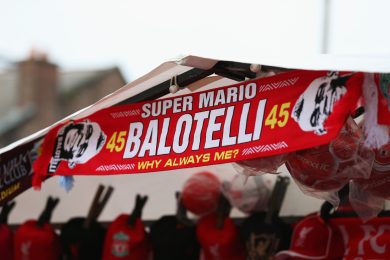 SUPER MARIO
45 BALOTELLI 45
WHY ALWAYS ME?